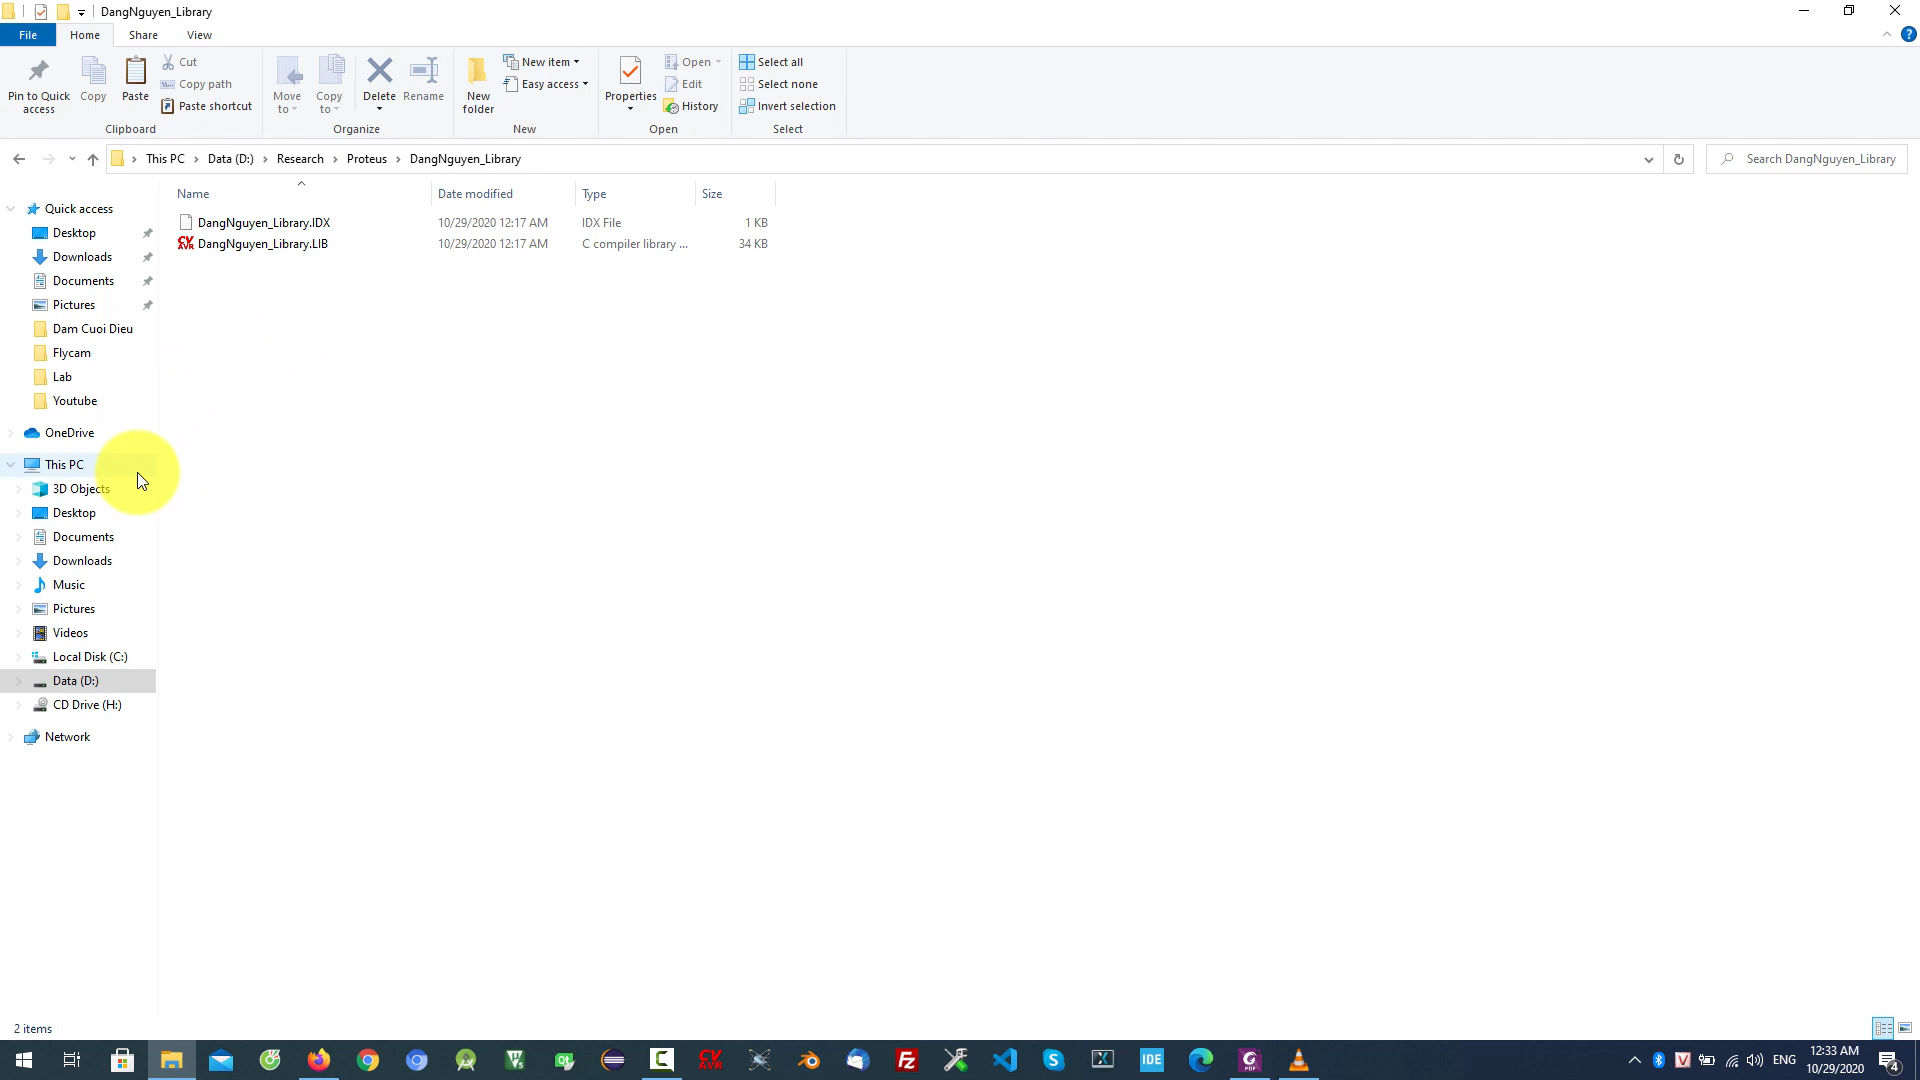 DangNguyen_Library
File Home Share View
Pin to Quick access
Copy
Paste
Cut
Copy path
Paste shortcut
Clipboard
Move to
Copy to
Delete
Rename
Organize
New folder
New item
Easy access
New
Properties
Open
Edit
History
Open
Select all
Select none
Invert selection
Select
This PC Data (D:) Research Proteus DangNguyen_Library
Search DangNguyen_Library
Name Date modified Type Size
DangNguyen_Library.IDX 10/29/2020 12:17 AM IDX File 1 KB
DangNguyen_Library.LIB 10/29/2020 12:17 AM C compiler library ... 34 KB
Quick access
Desktop
Downloads
Documents
Pictures
Dam Cuoi Dieu
Flycam
Lab
Youtube
OneDrive
This PC
3D Objects
Desktop
Documents
Downloads
Music
Pictures
Videos
Local Disk (C:)
Data (D:)
CD Drive (H:)
Network
2 items
CV AVR
IDE
ENG
12:33 AM
10/29/2020
4